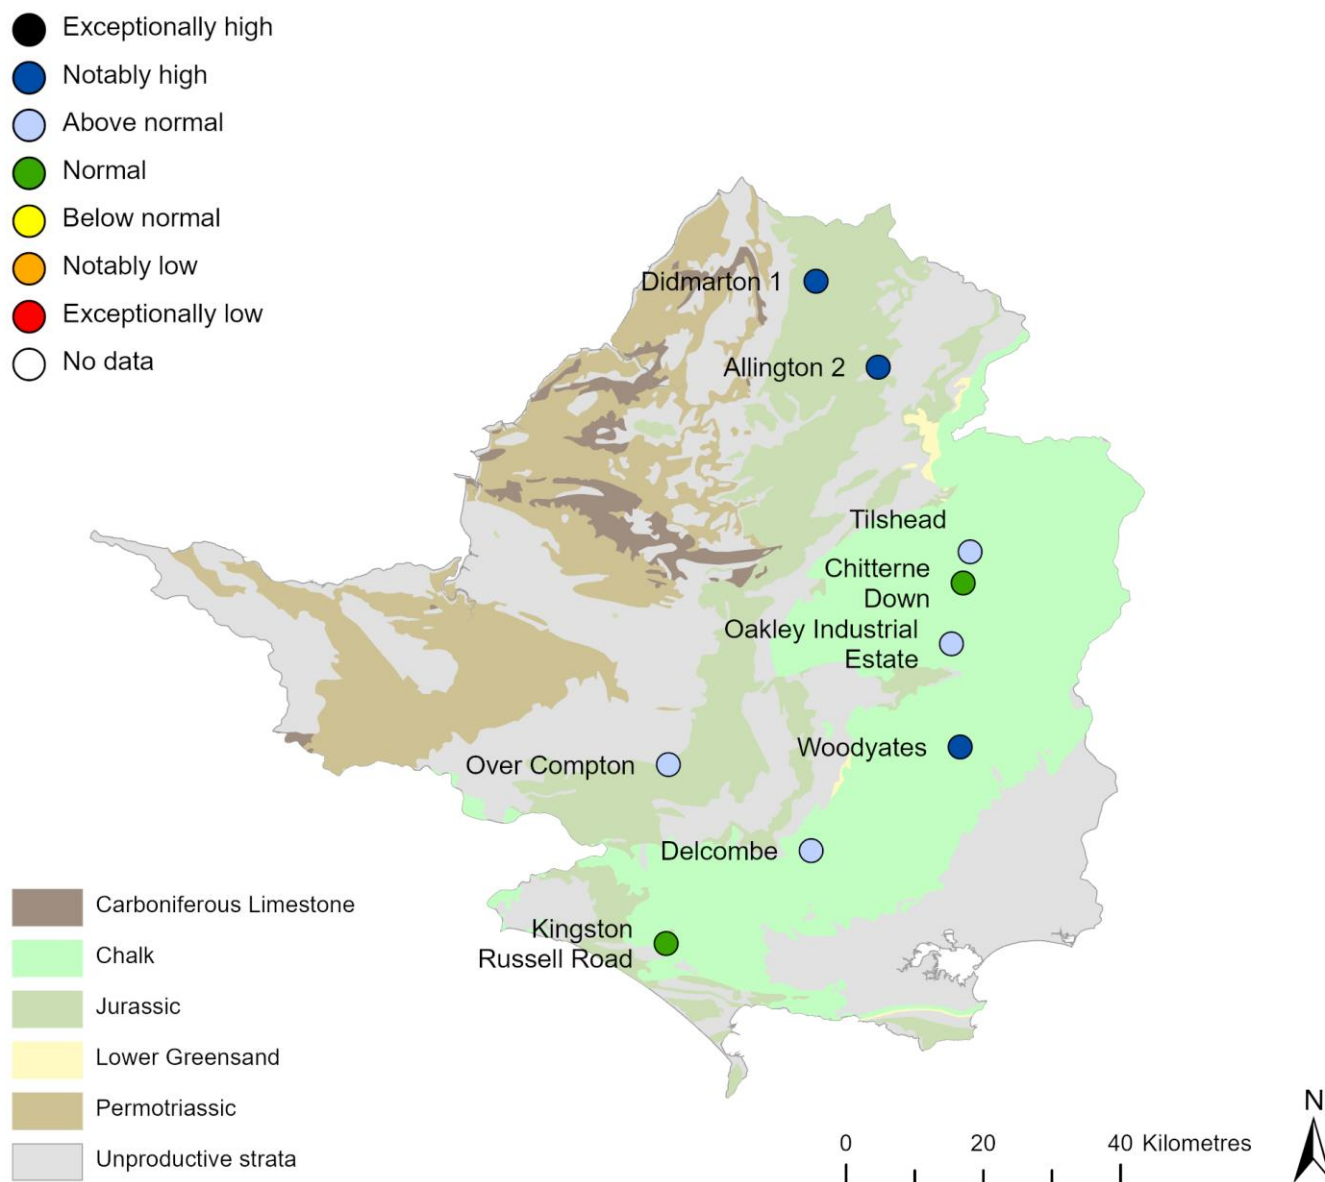 Exceptionally high
Notably high
Above normal
Normal
Below normal
Notably low
Exceptionally low
No data
Didmarton 1
Allington 2
Tilshead
Chitterne
Down
Oakley Industrial
Estate
Woodyates
Over Compton
Delcombe
Kingston
Russell Road
Carboniferous Limestone
Chalk
Jurassic
Lower Greensand
Permotriassic
Unproductive strata
0 20 40 Kilometres
N